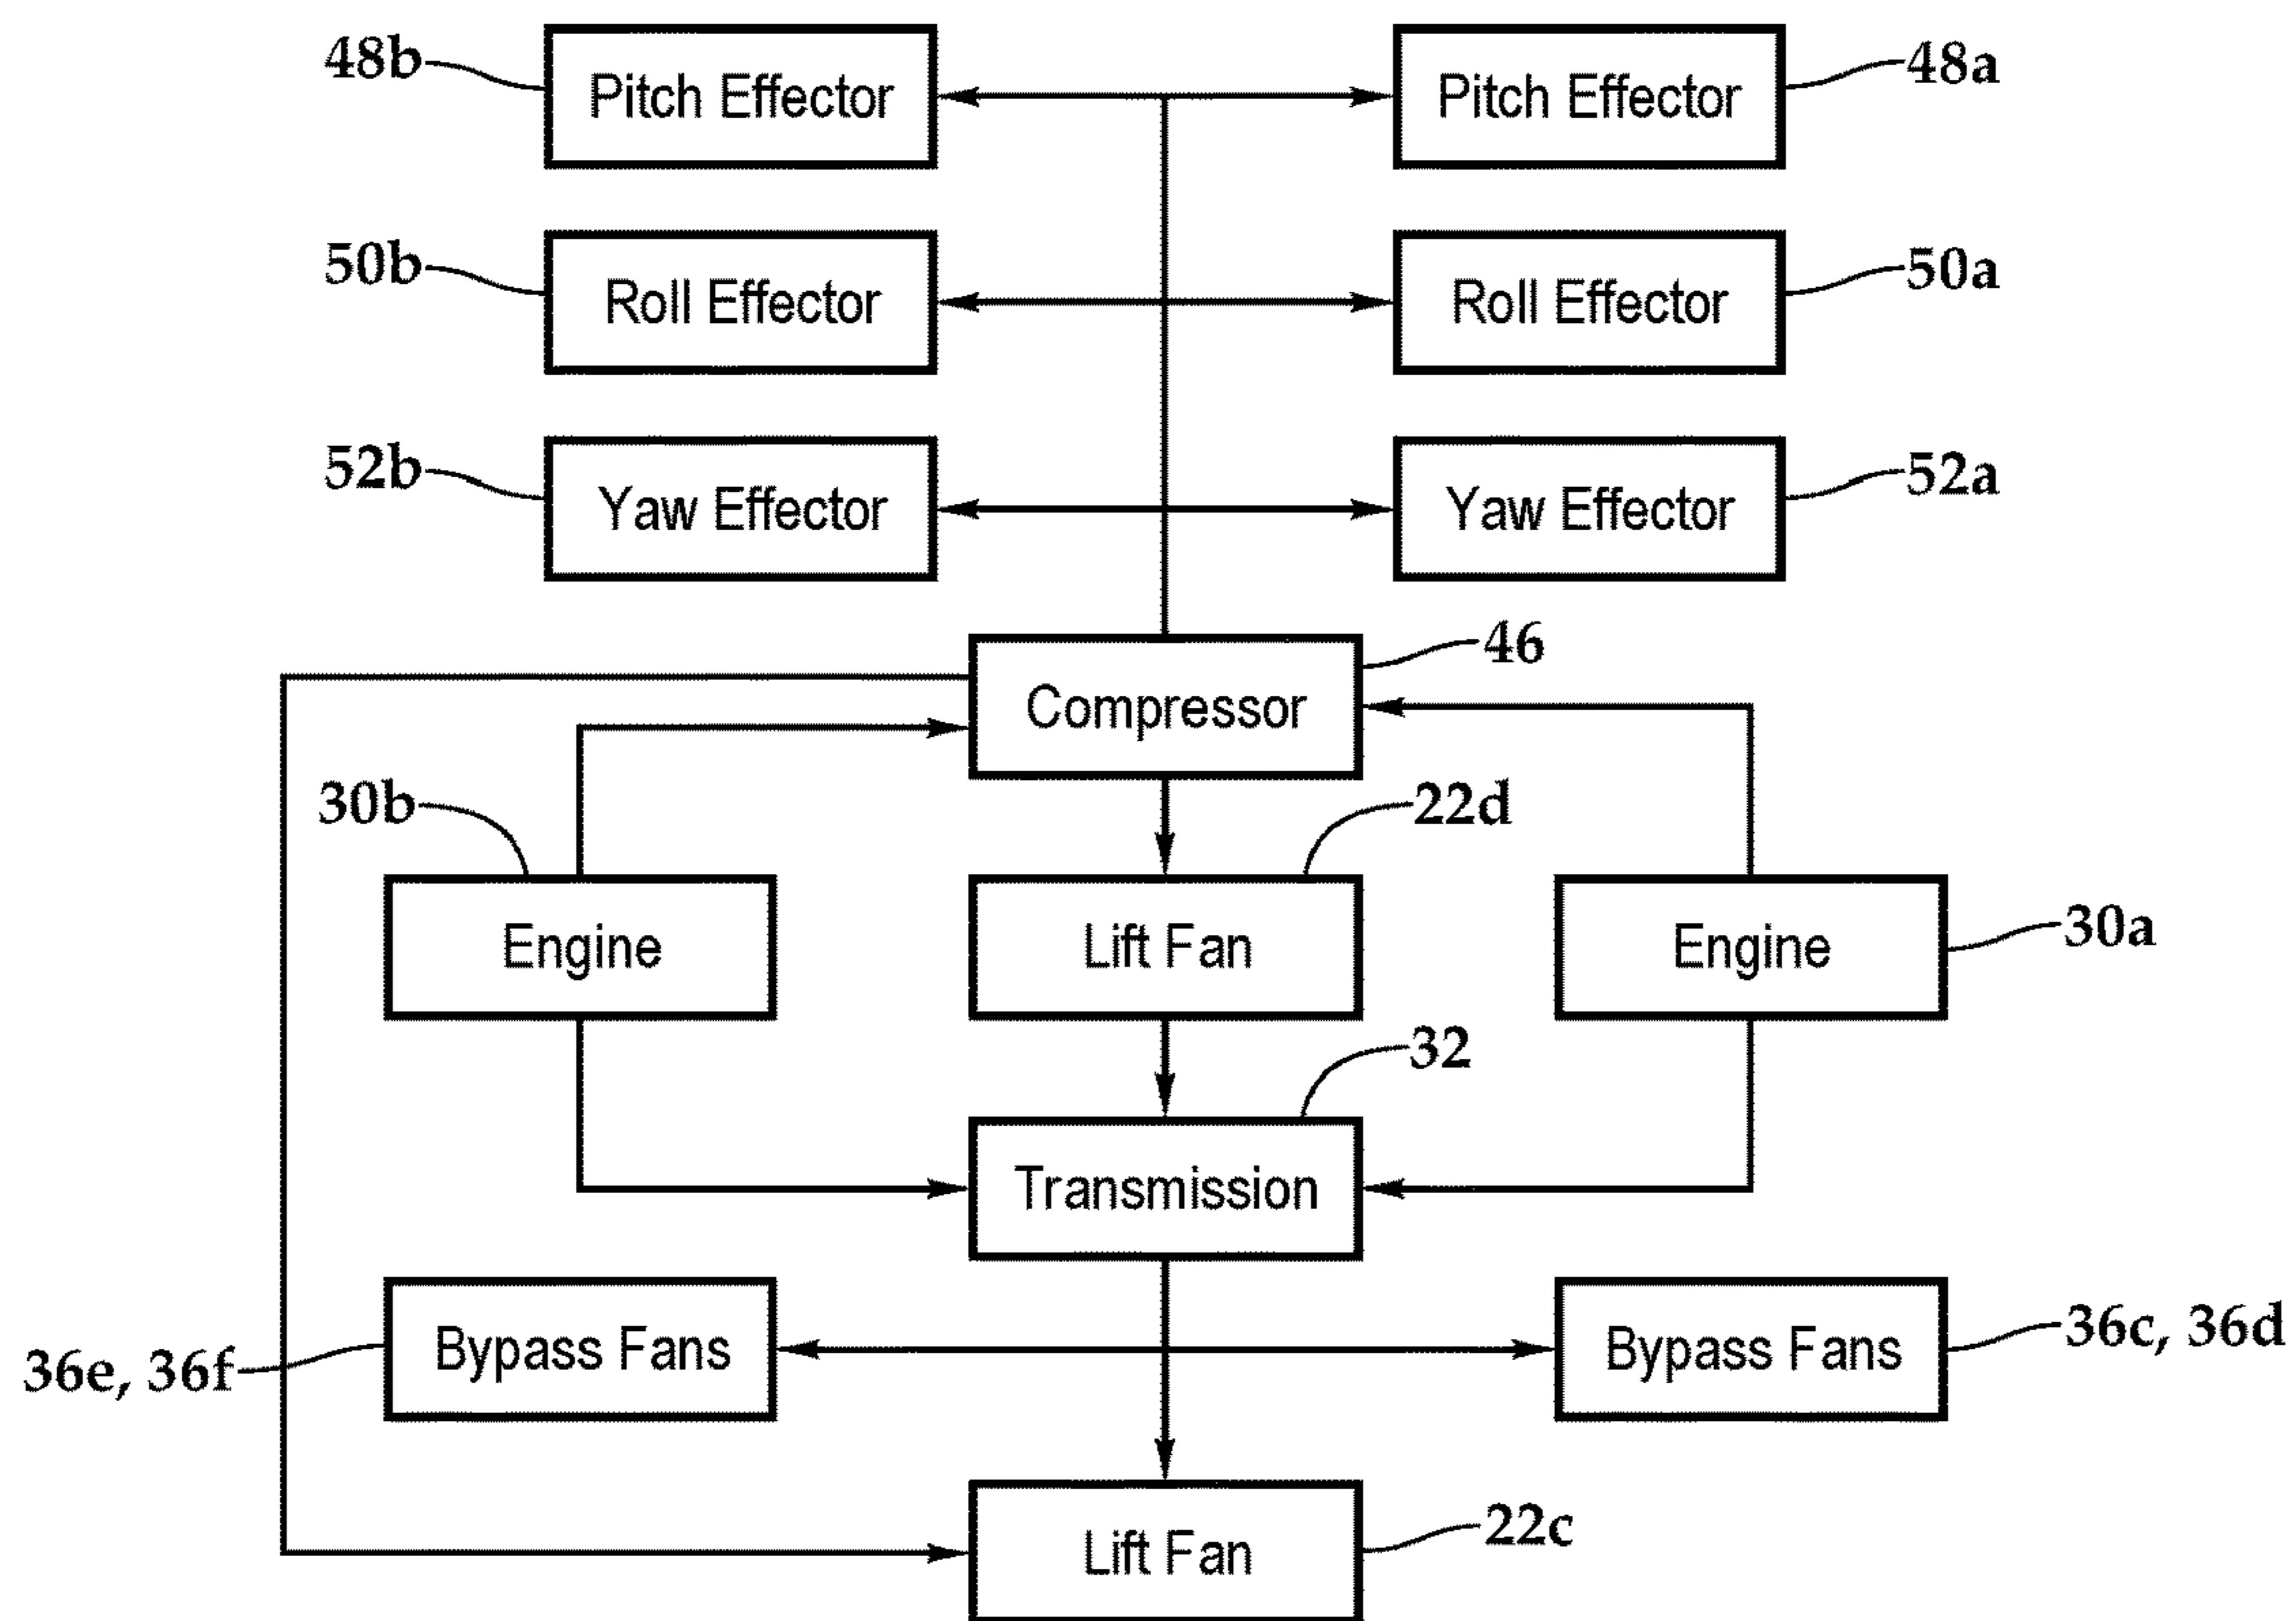 48b
Pitch Effector
Pitch Effector
48a
50b
Roll Effector
Roll Effector
50a
52b
Yaw Effector
Yaw Effector
52a
46
Compressor
30b
22d
Engine
Lift Fan
Engine
30a
32
Transmission
36e, 36f
Bypass Fans
Bypass Fans
36c, 36d
Lift Fan
22c